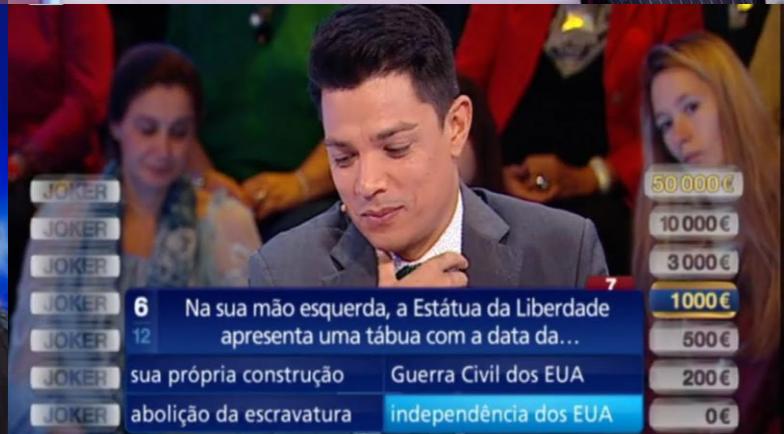 JOKER
JOKER
JOKER
JOKER
JOKER
JOKER
JOKER
50 000 €
10 000 €
3 000 €
1 000 €
500 €
200 €
0 €
7
6
12
Na sua mão esquerda, a Estátua da Liberdade
apresenta uma tábua com a data da...
sua própria construção
Guerra Civil dos EUA
abolição da escravatura
independência dos EUA